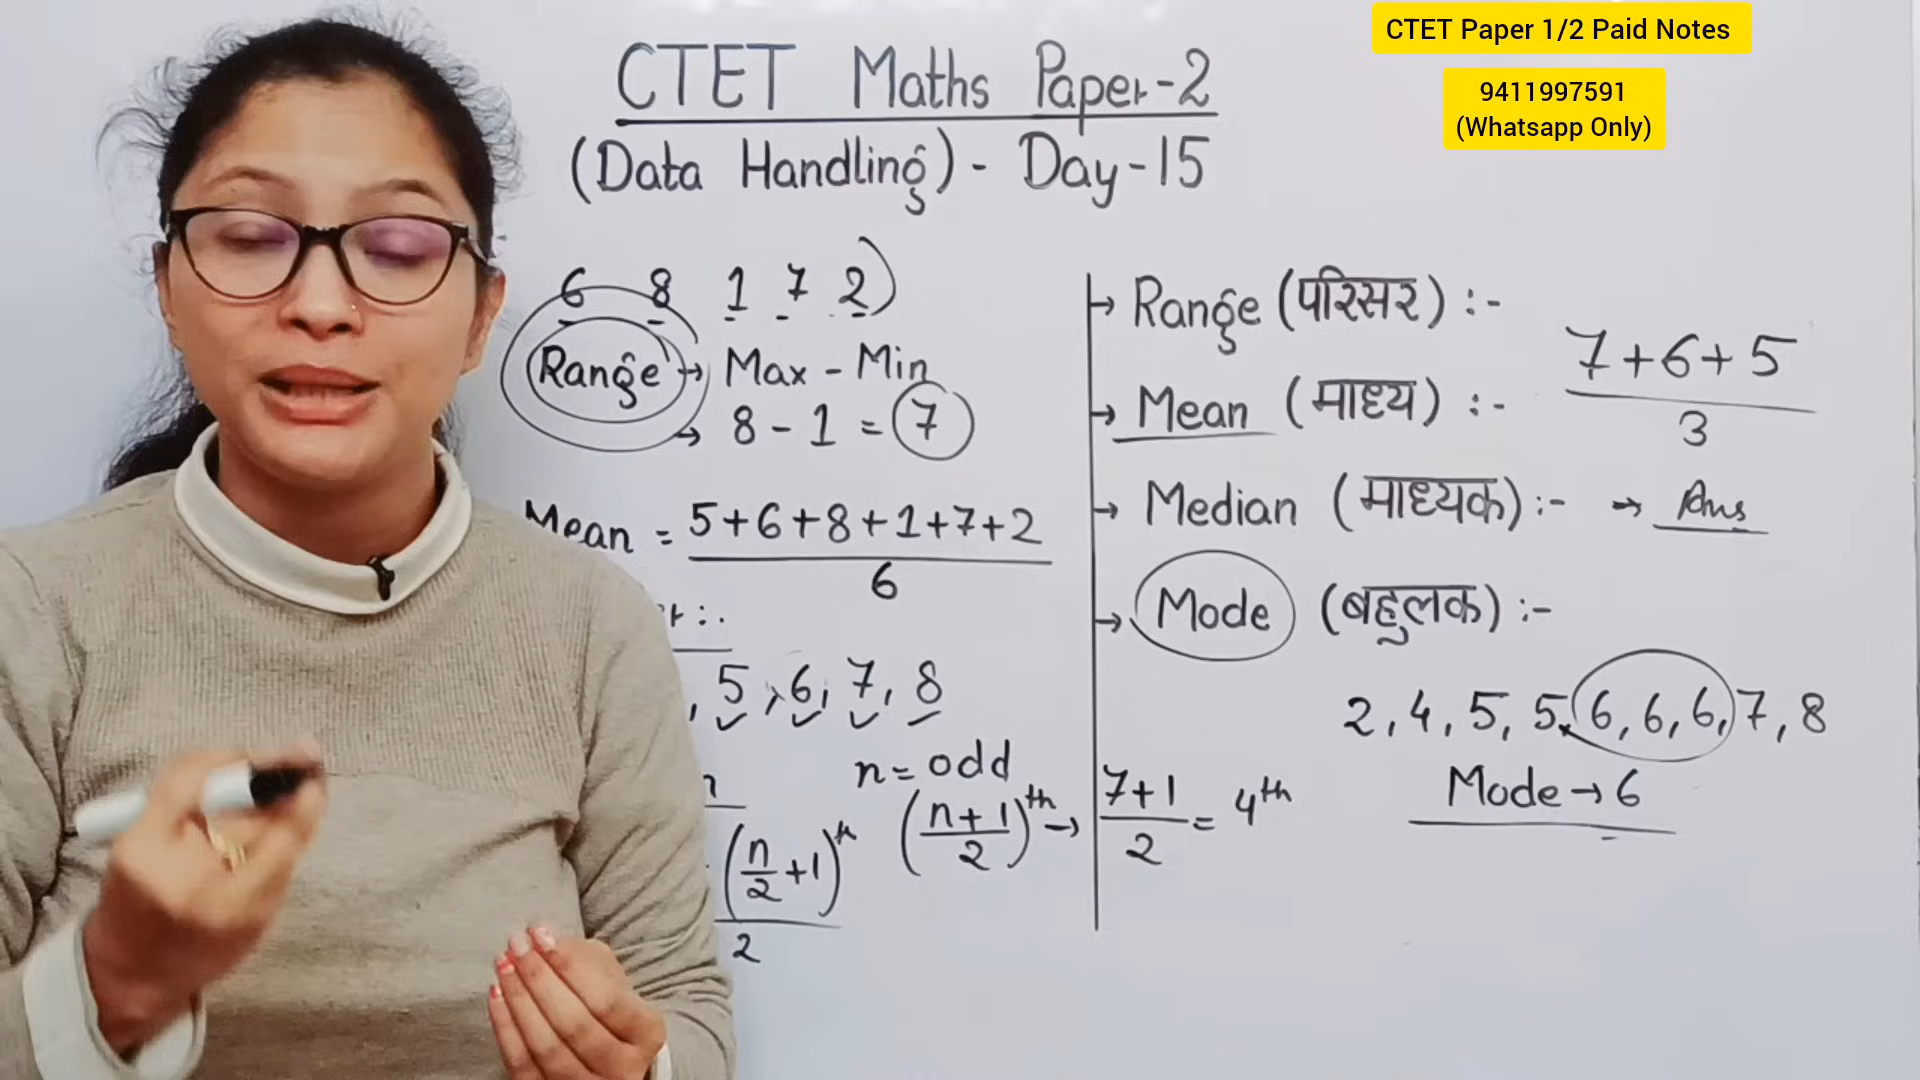 CTET Paper 1/2 Paid Notes
9411997591
(Whatsapp Only)
CTET Maths Paper-2
(Data Handling) - Day-15
6 8 1 7 2)
Range → Max - Min
→ 8 - 1 = 7
Mean = 5+6+8+1+7+2
6
:.
, 5, 6, 7, 8
n = odd
(n/2 + 1)th
2
((n+1)/2)th → (7+1)/2 = 4th
→ Range (परिसर) :-
→ Mean (माध्य) :-
7+6+5
3
→ Median (माध्यक) :- → Ans
→ Mode (बहुलक) :-
2, 4, 5, 5, 6, 6, 6, 7, 8
Mode → 6